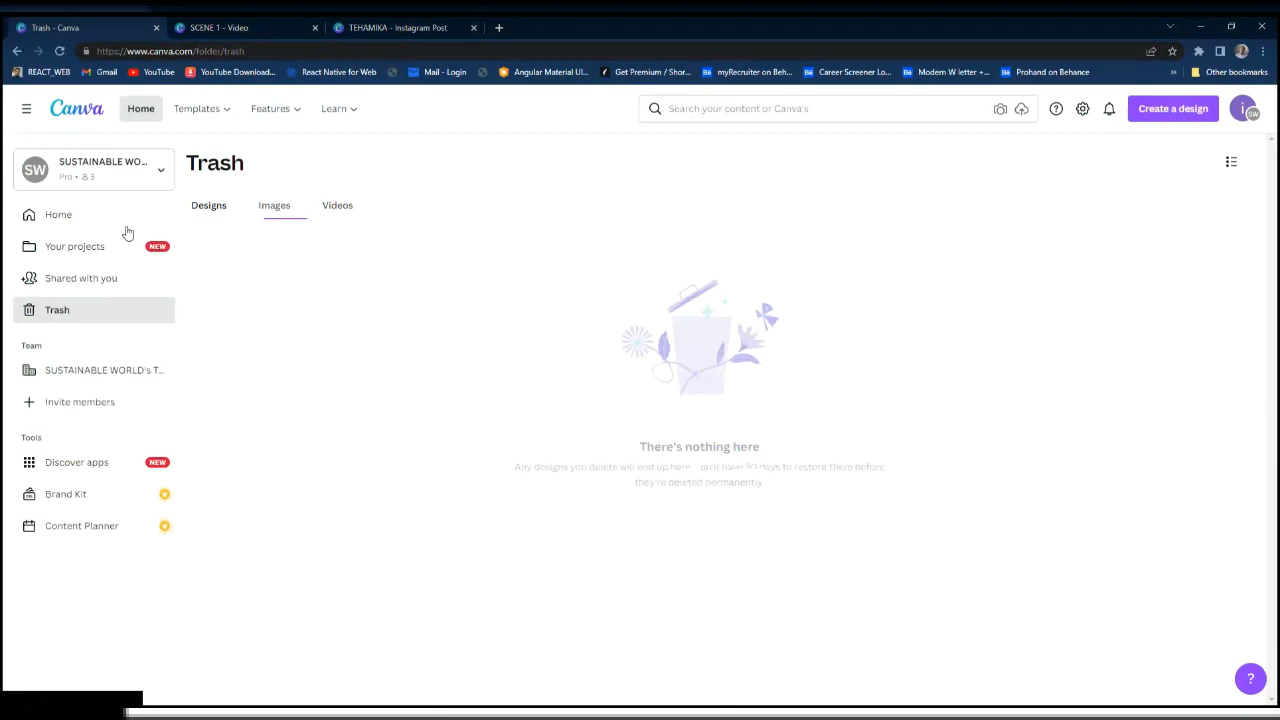 Trash - Canva
SCENE 1 - Video
TEHAMIKA - Instagram Post
https://www.canva.com/folder/trash
REACT_WEB
Gmail
YouTube
YouTube Download...
React Native for Web
Mail - Login
Angular Material UI...
Get Premium / Shor...
myRecruiter on Beh...
Career Screener Lo...
Modern W letter +...
Prohand on Behance
»
Other bookmarks
Canva
Home
Templates
Features
Learn
Search your content or Canva's
Create a design
i
SW
SW
SUSTAINABLE WO...
Pro • 3
Home
Your projects
NEW
Shared with you
Trash
Team
SUSTAINABLE WORLD's T...
Invite members
Tools
Discover apps
NEW
Brand Kit
Content Planner
Trash
Designs
Images
Videos
There's nothing here
Any designs you delete will end up here. You'll have 30 days to restore them before
they're deleted permanently.
?